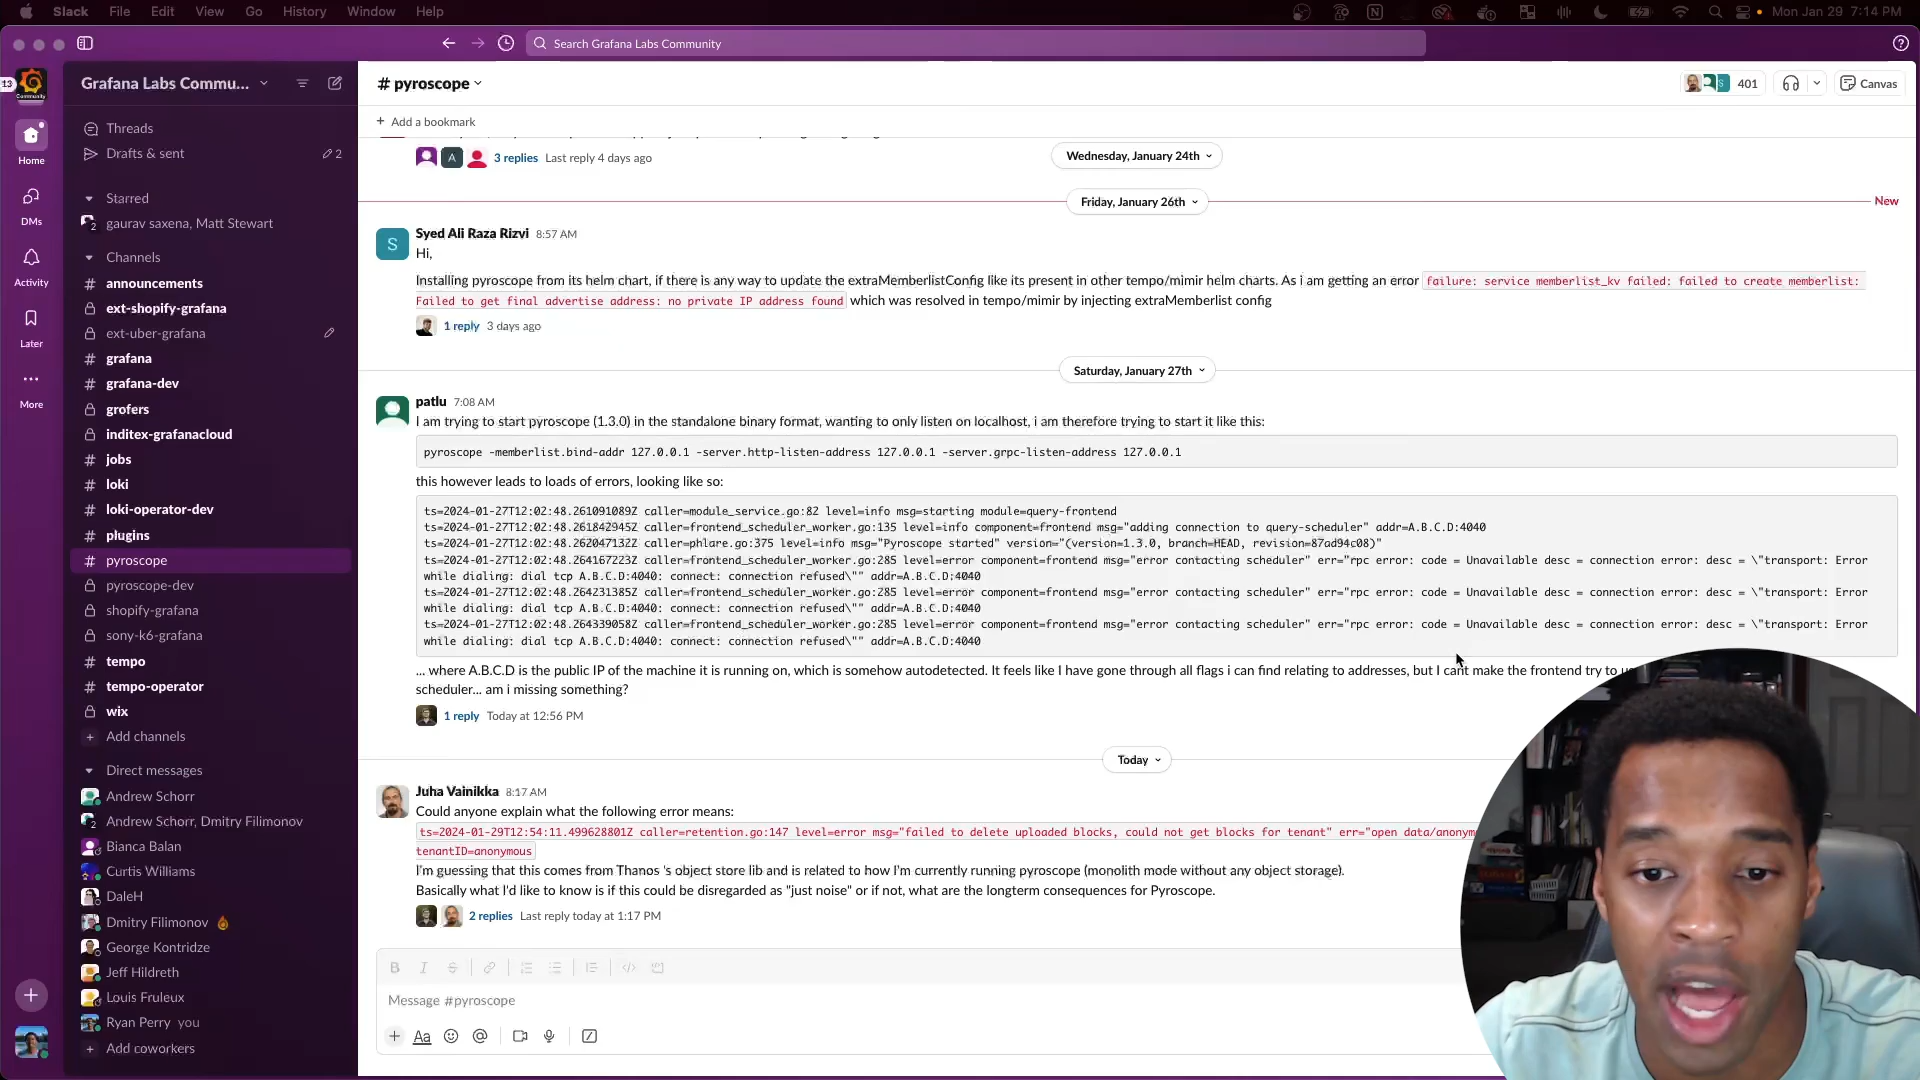 Slack File Edit View Go History Window Help Mon Jan 29 7:14 PM
Search Grafana Labs Community
13
Community
Home
DMs
Activity
Later
More
Grafana Labs Commu...
Threads
Drafts & sent 2
Starred
2 gaurav saxena, Matt Stewart
Channels
# announcements
ext-shopify-grafana
ext-uber-grafana
# grafana
# grafana-dev
grofers
inditex-grafanacloud
# jobs
# loki
# loki-operator-dev
# plugins
# pyroscope
pyroscope-dev
shopify-grafana
sony-k6-grafana
# tempo
# tempo-operator
wix
+ Add channels
Direct messages
Andrew Schorr
2 Andrew Schorr, Dmitry Filimonov
Bianca Balan
Curtis Williams
DaleH
Dmitry Filimonov
George Kontridze
Jeff Hildreth
Louis Fruleux
Ryan Perry you
+ Add coworkers
# pyroscope
401
Canvas
+ Add a bookmark
A 3 replies Last reply 4 days ago
Wednesday, January 24th
Friday, January 26th
New
S
Syed Ali Raza Rizvi 8:57 AM
Hi,
Installing pyroscope from its helm chart, if there is any way to update the extraMemberlistConfig like its present in other tempo/mimir helm charts. As i am getting an error failure: service memberlist_kv failed: failed to create memberlist:
Failed to get final advertise address: no private IP address found which was resolved in tempo/mimir by injecting extraMemberlist config
1 reply 3 days ago
Saturday, January 27th
patlu 7:08 AM
I am trying to start pyroscope (1.3.0) in the standalone binary format, wanting to only listen on localhost, i am therefore trying to start it like this:
pyroscope -memberlist.bind-addr 127.0.0.1 -server.http-listen-address 127.0.0.1 -server.grpc-listen-address 127.0.0.1
this however leads to loads of errors, looking like so:
ts=2024-01-27T12:02:48.261091089Z caller=module_service.go:82 level=info msg=starting module=query-frontend
ts=2024-01-27T12:02:48.261842945Z caller=frontend_scheduler_worker.go:135 level=info component=frontend msg="adding connection to query-scheduler" addr=A.B.C.D:4040
ts=2024-01-27T12:02:48.262047132Z caller=phlare.go:375 level=info msg="Pyroscope started" version="(version=1.3.0, branch=HEAD, revision=87ad94c08)"
ts=2024-01-27T12:02:48.264167223Z caller=frontend_scheduler_worker.go:285 level=error component=frontend msg="error contacting scheduler" err="rpc error: code = Unavailable desc = connection error: desc = \"transport: Error
while dialing: dial tcp A.B.C.D:4040: connect: connection refused\"" addr=A.B.C.D:4040
ts=2024-01-27T12:02:48.264231385Z caller=frontend_scheduler_worker.go:285 level=error component=frontend msg="error contacting scheduler" err="rpc error: code = Unavailable desc = connection error: desc = \"transport: Error
while dialing: dial tcp A.B.C.D:4040: connect: connection refused\"" addr=A.B.C.D:4040
ts=2024-01-27T12:02:48.264339058Z caller=frontend_scheduler_worker.go:285 level=error component=frontend msg="error contacting scheduler" err="rpc error: code = Unavailable desc = connection error: desc = \"transport: Error
while dialing: dial tcp A.B.C.D:4040: connect: connection refused\"" addr=A.B.C.D:4040
... where A.B.C.D is the public IP of the machine it is running on, which is somehow autodetected. It feels like I have gone through all flags i can find relating to addresses, but I cant make the frontend try to
scheduler... am i missing something?
1 reply Today at 12:56 PM
Today
Juha Vainikka 8:17 AM
Could anyone explain what the following error means:
ts=2024-01-29T12:54:11.499628801Z caller=retention.go:147 level=error msg="failed to delete uploaded blocks, could not get blocks for tenant" err="open data/anonym
tenantID=anonymous
I'm guessing that this comes from Thanos 's object store lib and is related to how I'm currently running pyroscope (monolith mode without any object storage).
Basically what I'd like to know is if this could be disregarded as "just noise" or if not, what are the longterm consequences for Pyroscope.
2 replies Last reply today at 1:17 PM
B I S
Message #pyroscope
+ Aa @